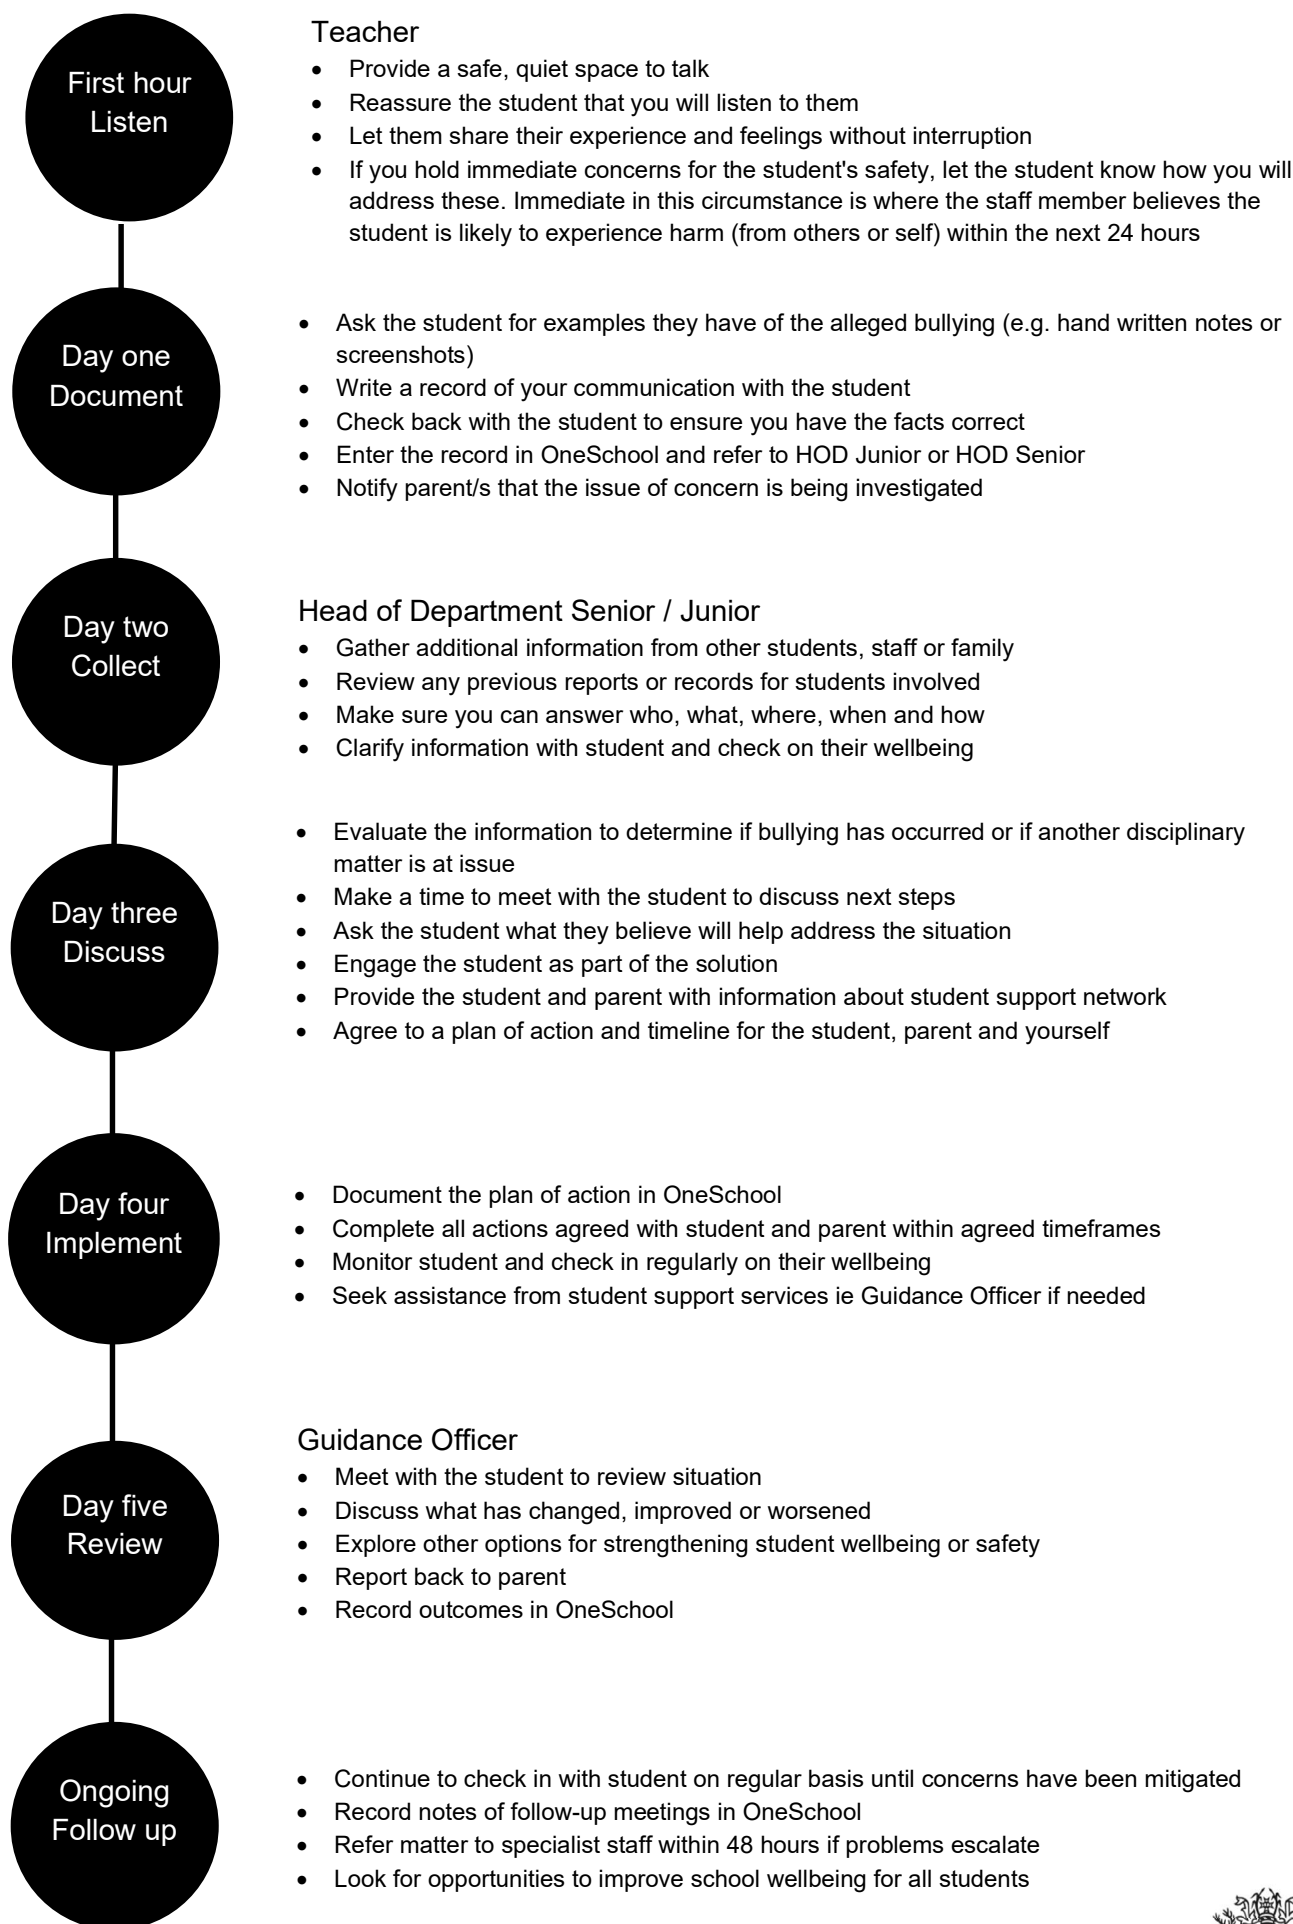 First hour
Listen
Teacher
• Provide a safe, quiet space to talk
• Reassure the student that you will listen to them
• Let them share their experience and feelings without interruption
• If you hold immediate concerns for the student's safety, let the student know how you will
address these. Immediate in this circumstance is where the staff member believes the
student is likely to experience harm (from others or self) within the next 24 hours
Day one
Document
• Ask the student for examples they have of the alleged bullying (e.g. hand written notes or
screenshots)
• Write a record of your communication with the student
• Check back with the student to ensure you have the facts correct
• Enter the record in OneSchool and refer to HOD Junior or HOD Senior
• Notify parent/s that the issue of concern is being investigated
Day two
Collect
Head of Department Senior / Junior
• Gather additional information from other students, staff or family
• Review any previous reports or records for students involved
• Make sure you can answer who, what, where, when and how
• Clarify information with student and check on their wellbeing
Day three
Discuss
• Evaluate the information to determine if bullying has occurred or if another disciplinary
matter is at issue
• Make a time to meet with the student to discuss next steps
• Ask the student what they believe will help address the situation
• Engage the student as part of the solution
• Provide the student and parent with information about student support network
• Agree to a plan of action and timeline for the student, parent and yourself
Day four
Implement
• Document the plan of action in OneSchool
• Complete all actions agreed with student and parent within agreed timeframes
• Monitor student and check in regularly on their wellbeing
• Seek assistance from student support services ie Guidance Officer if needed
Day five
Review
Guidance Officer
• Meet with the student to review situation
• Discuss what has changed, improved or worsened
• Explore other options for strengthening student wellbeing or safety
• Report back to parent
• Record outcomes in OneSchool
Ongoing
Follow up
• Continue to check in with student on regular basis until concerns have been mitigated
• Record notes of follow-up meetings in OneSchool
• Refer matter to specialist staff within 48 hours if problems escalate
• Look for opportunities to improve school wellbeing for all students